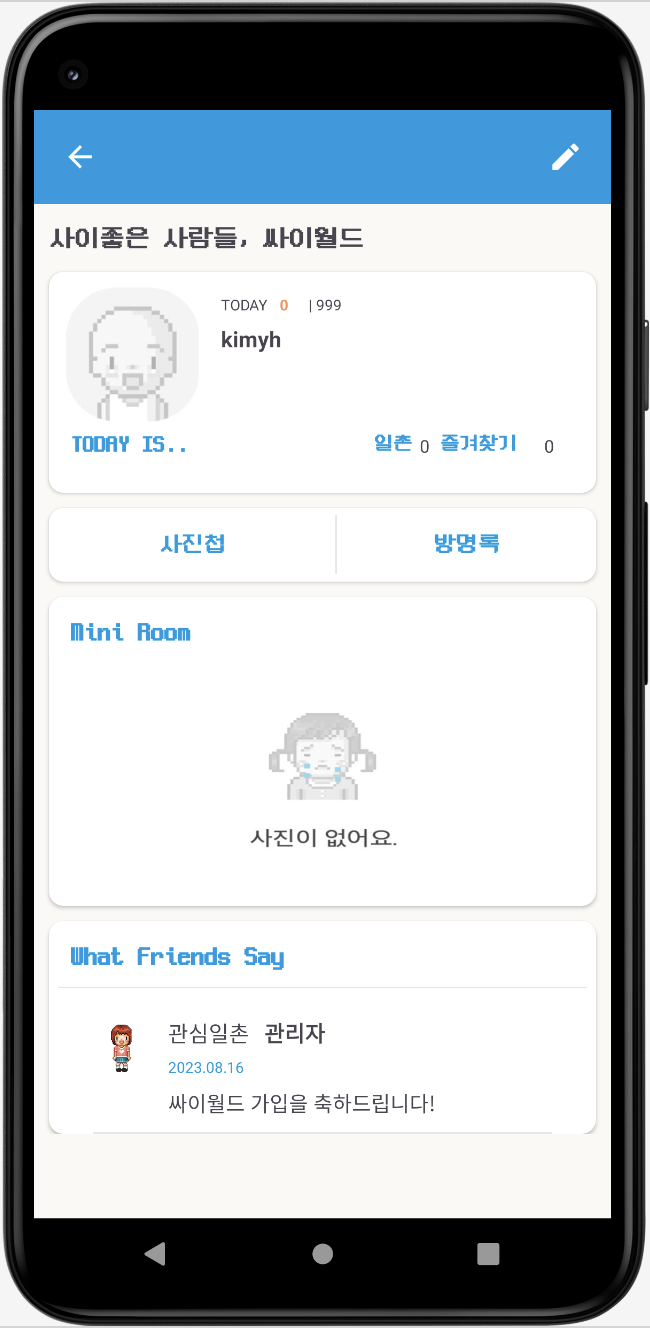 사이좋은 사람들, 싸이월드
TODAY 0 | 999
kimyh
TODAY IS.. 일촌 0 즐겨찾기 0
사진첩 방명록
Mini Room
사진이 없어요.
What Friends Say
관심일촌 관리자
2023.08.16
싸이월드 가입을 축하드립니다!